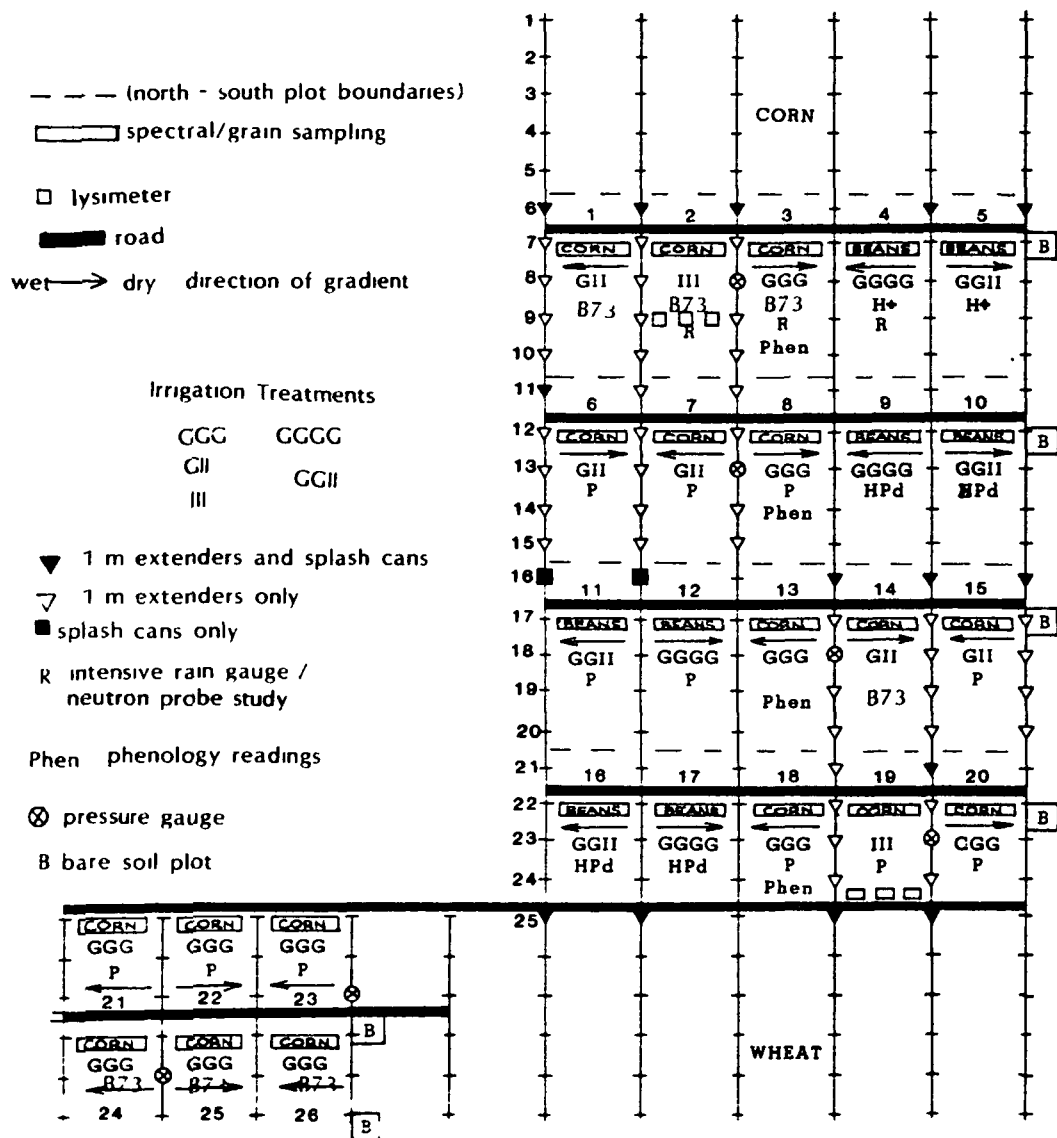 — — — (north - south plot boundaries)
spectral/grain sampling
lysimeter
road
wet dry direction of gradient
Irrigation Treatments
GGG GGGG
GII GGII
III
1 m extenders and splash cans
1 m extenders only
splash cans only
R intensive rain gauge /
neutron probe study
Phen phenology readings
pressure gauge
B bare soil plot
1
2
3
CORN
4
5
6
1 2 3 4 5
7 CORN CORN CORN BEANS BEANS B
8 GII III GGG GGGG GGII
B73 B73 B73 H+ H+
9 R R R
10 Phen
11
6 7 8 9 10
12 CORN CORN CORN BEANS BEANS B
13 GII GII GGG GGGG GGII
P P P HPd HPd
14 Phen
15
16
11 12 13 14 15
17 BEANS BEANS CORN CORN CORN B
18 GGII GGGG GGG GII GII
P P P
19 Phen B73
20
21
16 17 18 19 20
22 BEANS BEANS CORN CORN CORN B
23 GGII GGGG GGG III CGG
HPd HPd P P P
24 Phen
25
CORN CORN CORN
GGG GGG GGG
P P
21 22 23
B
CORN CORN CORN
GGG GGG GGG
B73 B73
24 25 26
B
WHEAT